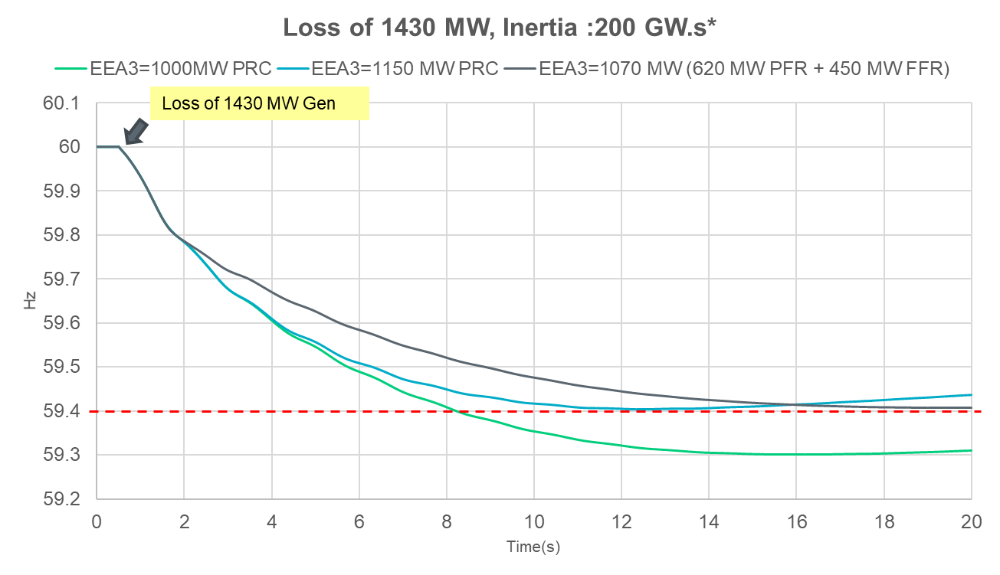 Loss of 1430 MW, Inertia :200 GW.s*
EEA3=1000MW PRC EEA3=1150 MW PRC EEA3=1070 MW (620 MW PFR + 450 MW FFR)
Loss of 1430 MW Gen
60.1
60
59.9
59.8
59.7
59.6
59.5
59.4
59.3
59.2
Hz
0 2 4 6 8 10 12 14 16 18 20
Time(s)